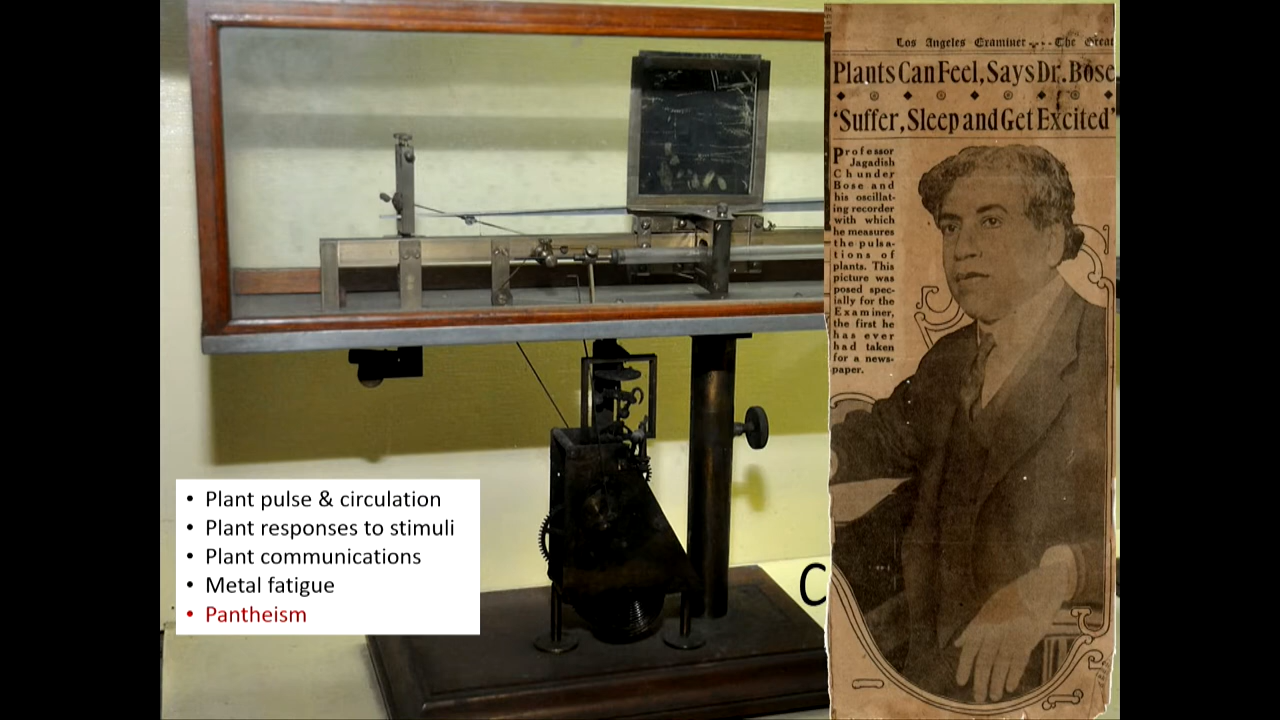 Los Angeles Examiner---The Great
Plants Can Feel, Says Dr. Bose
'Suffer, Sleep and Get Excited'
Professor
Jagadish
Chunder
Bose and
his oscillat-
ing recorder
with which
he measures
the pulsa-
tions of
plants. This
picture was
posed spec-
ially for the
Examiner,
the first he
has ever
had taken
for a news-
paper.
• Plant pulse & circulation
• Plant responses to stimuli
• Plant communications
• Metal fatigue
• Pantheism
C